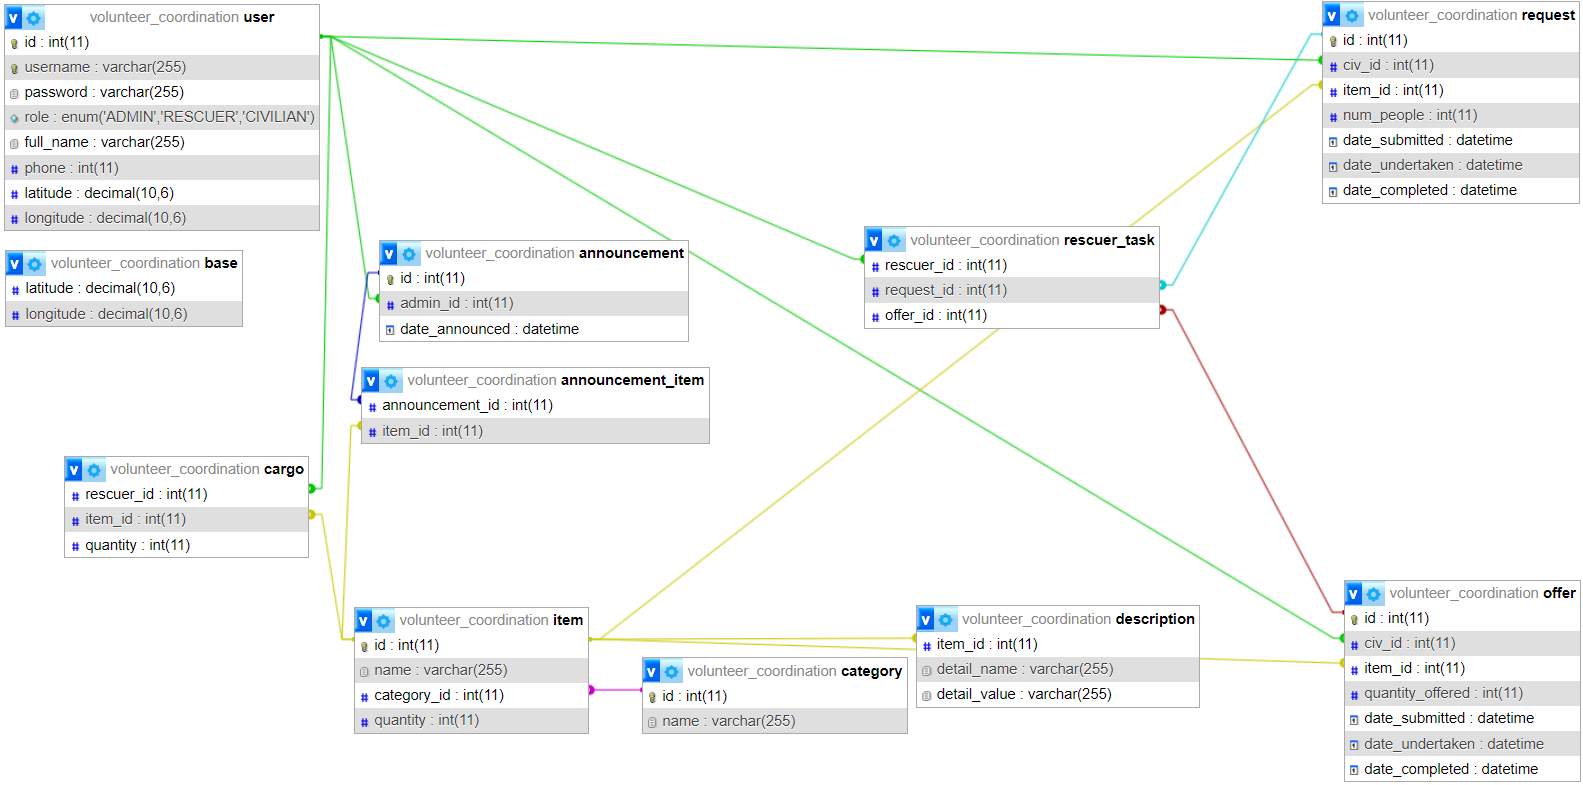 volunteer_coordination user
id : int(11)
username : varchar(255)
password : varchar(255)
role : enum('ADMIN','RESCUER','CIVILIAN')
full_name : varchar(255)
phone : int(11)
latitude : decimal(10,6)
longitude : decimal(10,6)
volunteer_coordination request
id : int(11)
civ_id : int(11)
item_id : int(11)
num_people : int(11)
date_submitted : datetime
date_undertaken : datetime
date_completed : datetime
volunteer_coordination base
latitude : decimal(10,6)
longitude : decimal(10,6)
volunteer_coordination announcement
id : int(11)
admin_id : int(11)
date_announced : datetime
volunteer_coordination rescuer_task
rescuer_id : int(11)
request_id : int(11)
offer_id : int(11)
volunteer_coordination announcement_item
announcement_id : int(11)
item_id : int(11)
volunteer_coordination cargo
rescuer_id : int(11)
item_id : int(11)
quantity : int(11)
volunteer_coordination item
id : int(11)
name : varchar(255)
category_id : int(11)
quantity : int(11)
volunteer_coordination category
id : int(11)
name : varchar(255)
volunteer_coordination description
item_id : int(11)
detail_name : varchar(255)
detail_value : varchar(255)
volunteer_coordination offer
id : int(11)
civ_id : int(11)
item_id : int(11)
quantity_offered : int(11)
date_submitted : datetime
date_undertaken : datetime
date_completed : datetime